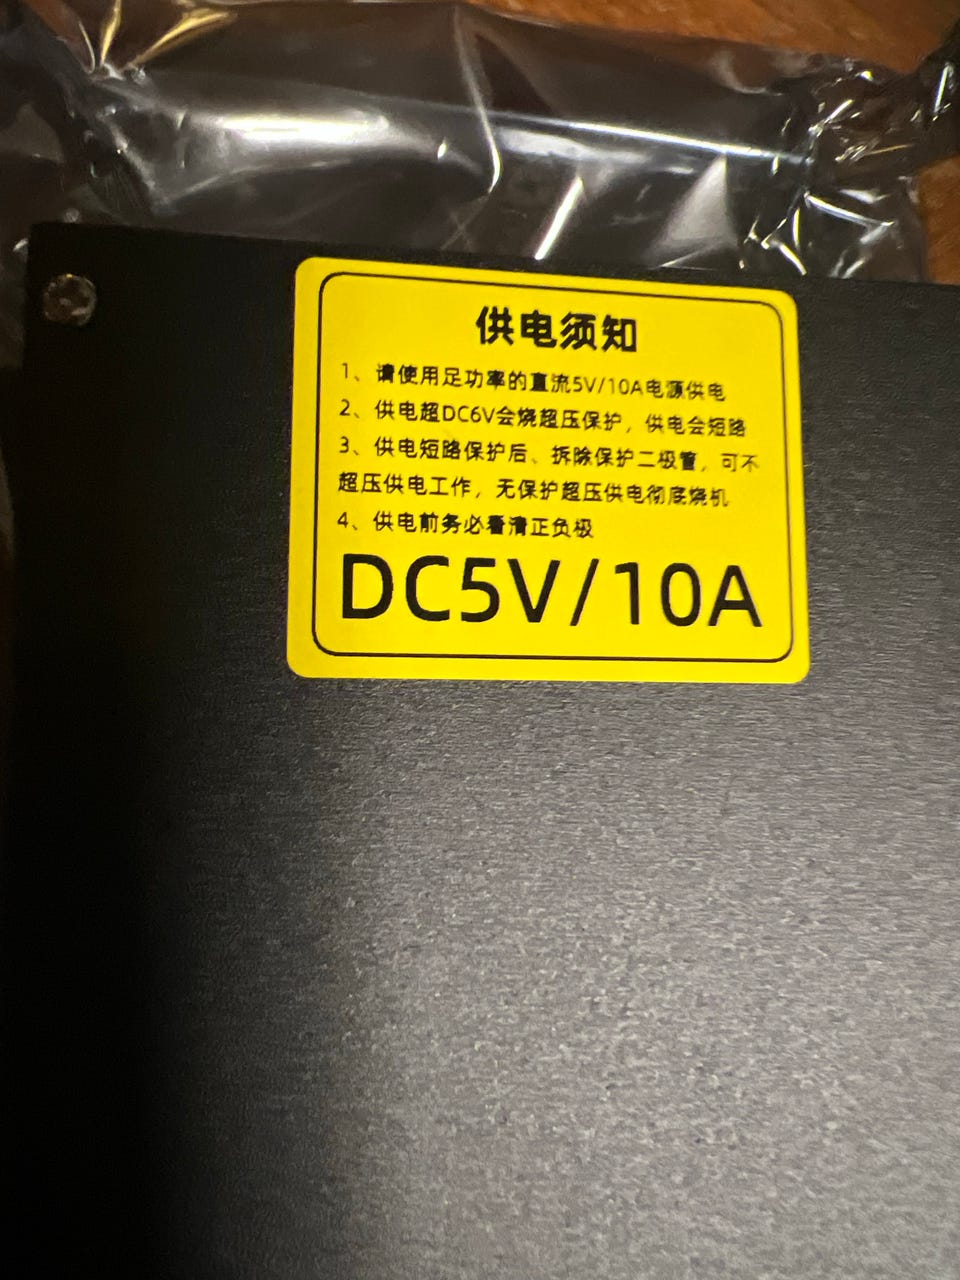 供电须知
1、请使用足功率的直流5V/10A电源供电
2、供电超DC6V会烧超压保护，供电会短路
3、供电短路保护后、拆除保护二极管，可不
超压供电工作，无保护超压供电彻底烧机
4、供电前务必看清正负极
DC5V/10A